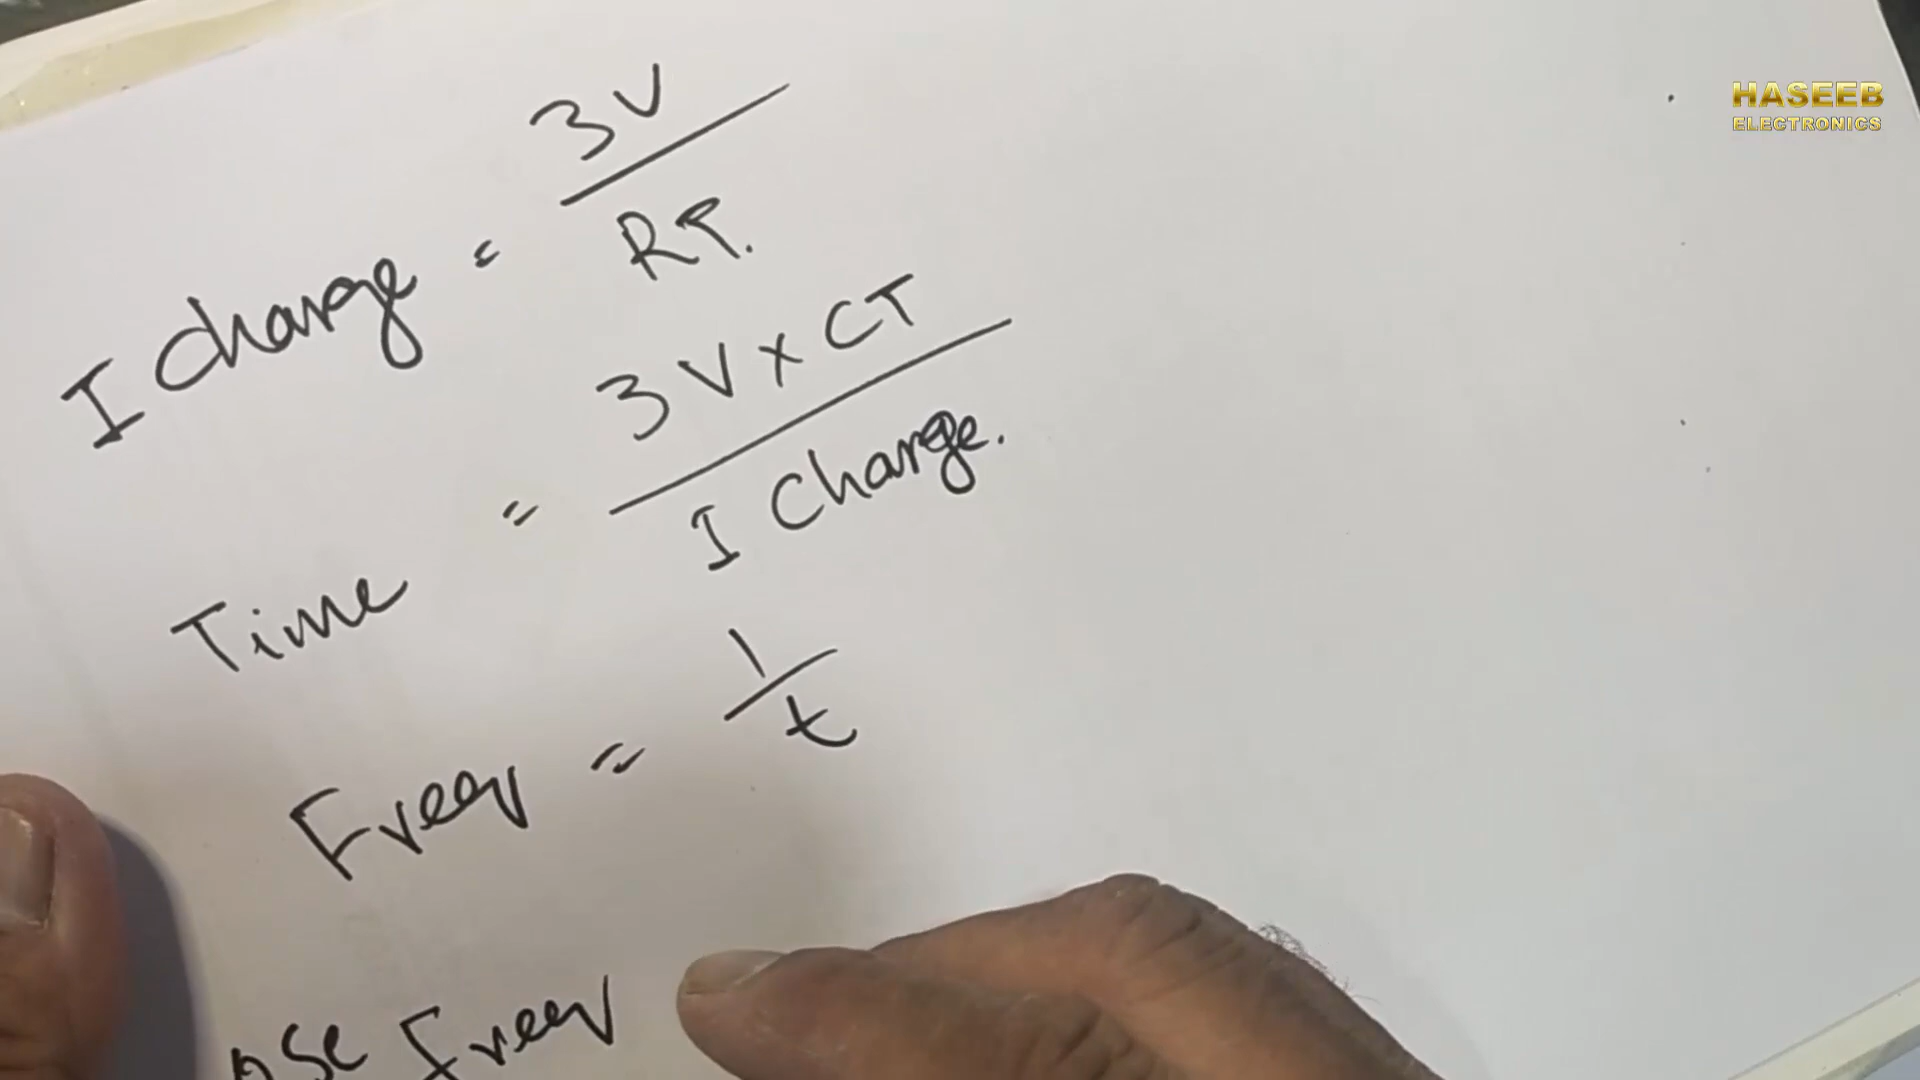 I charge = 3V / RT.
Time = 3V x CT / I charge.
Freq = 1 / t
Freq
HASEEB
ELECTRONICS